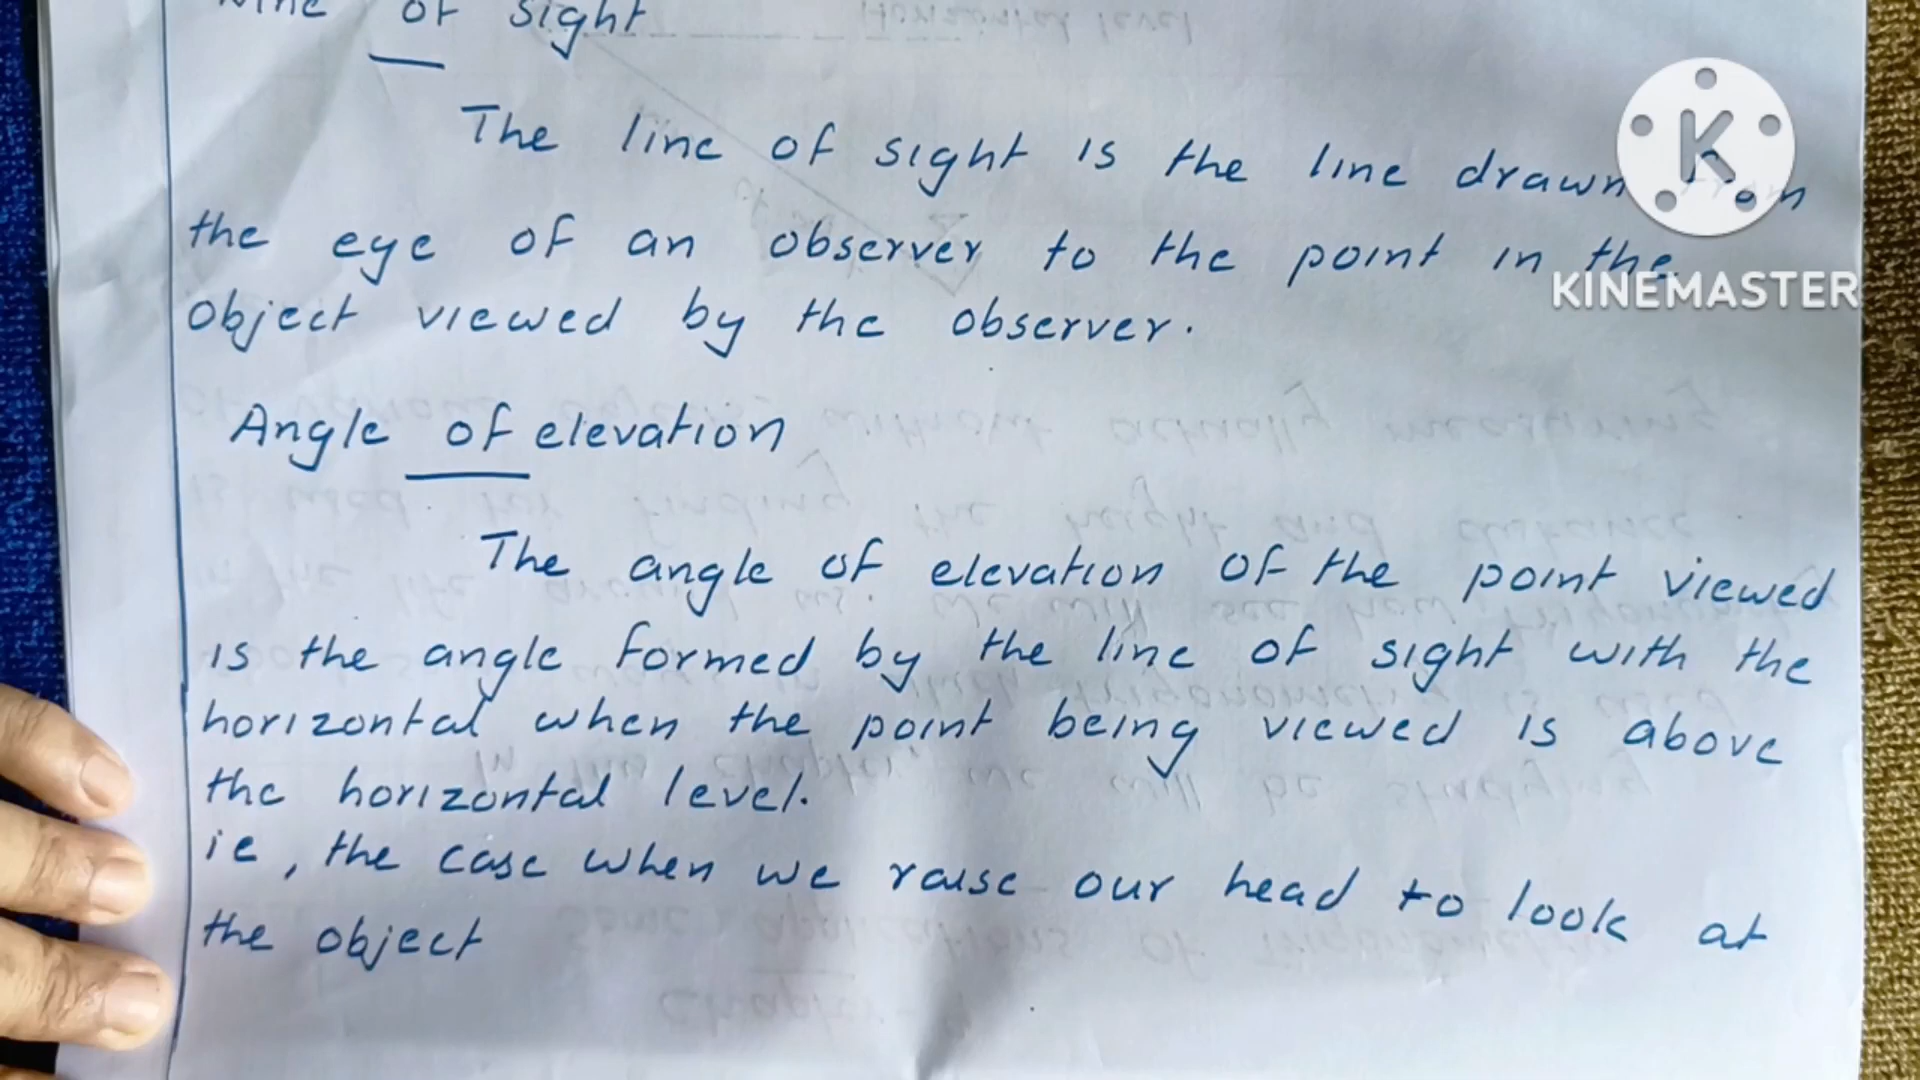 Line of sight
The line of sight is the line drawn from
the eye of an observer to the point in the
object viewed by the observer.
Angle of elevation
The angle of elevation of the point viewed
is the angle formed by the line of sight with the
horizontal when the point being viewed is above
the horizontal level.
ie, the case when we raise our head to look at
the object
K
KINEMASTER